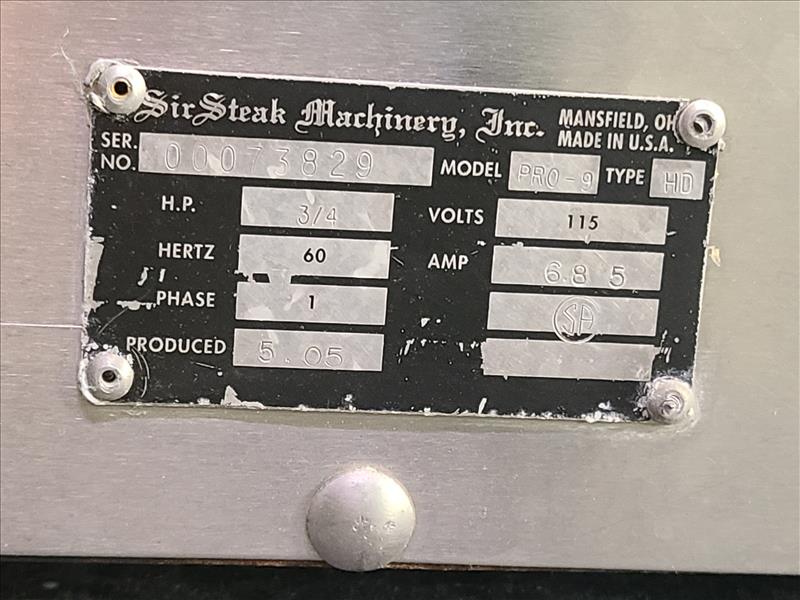 SirSteak Machinery, Inc. MANSFIELD, OH
MADE IN U.S.A.
SER. NO. 00073829 MODEL PRO-9 TYPE HD
H.P. 3/4 VOLTS 115
HERTZ 60 AMP 6.8 5
PHASE 1 SA
PRODUCED 5.05